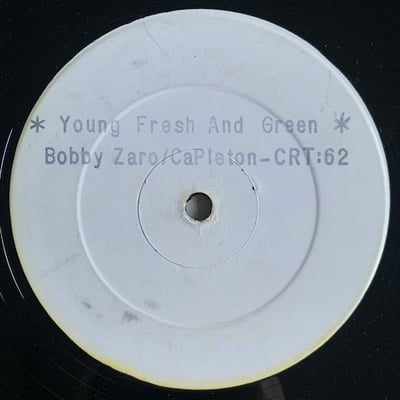 * Young Fresh And Green *
Bobby Zaro/CaPleton-CRT:62